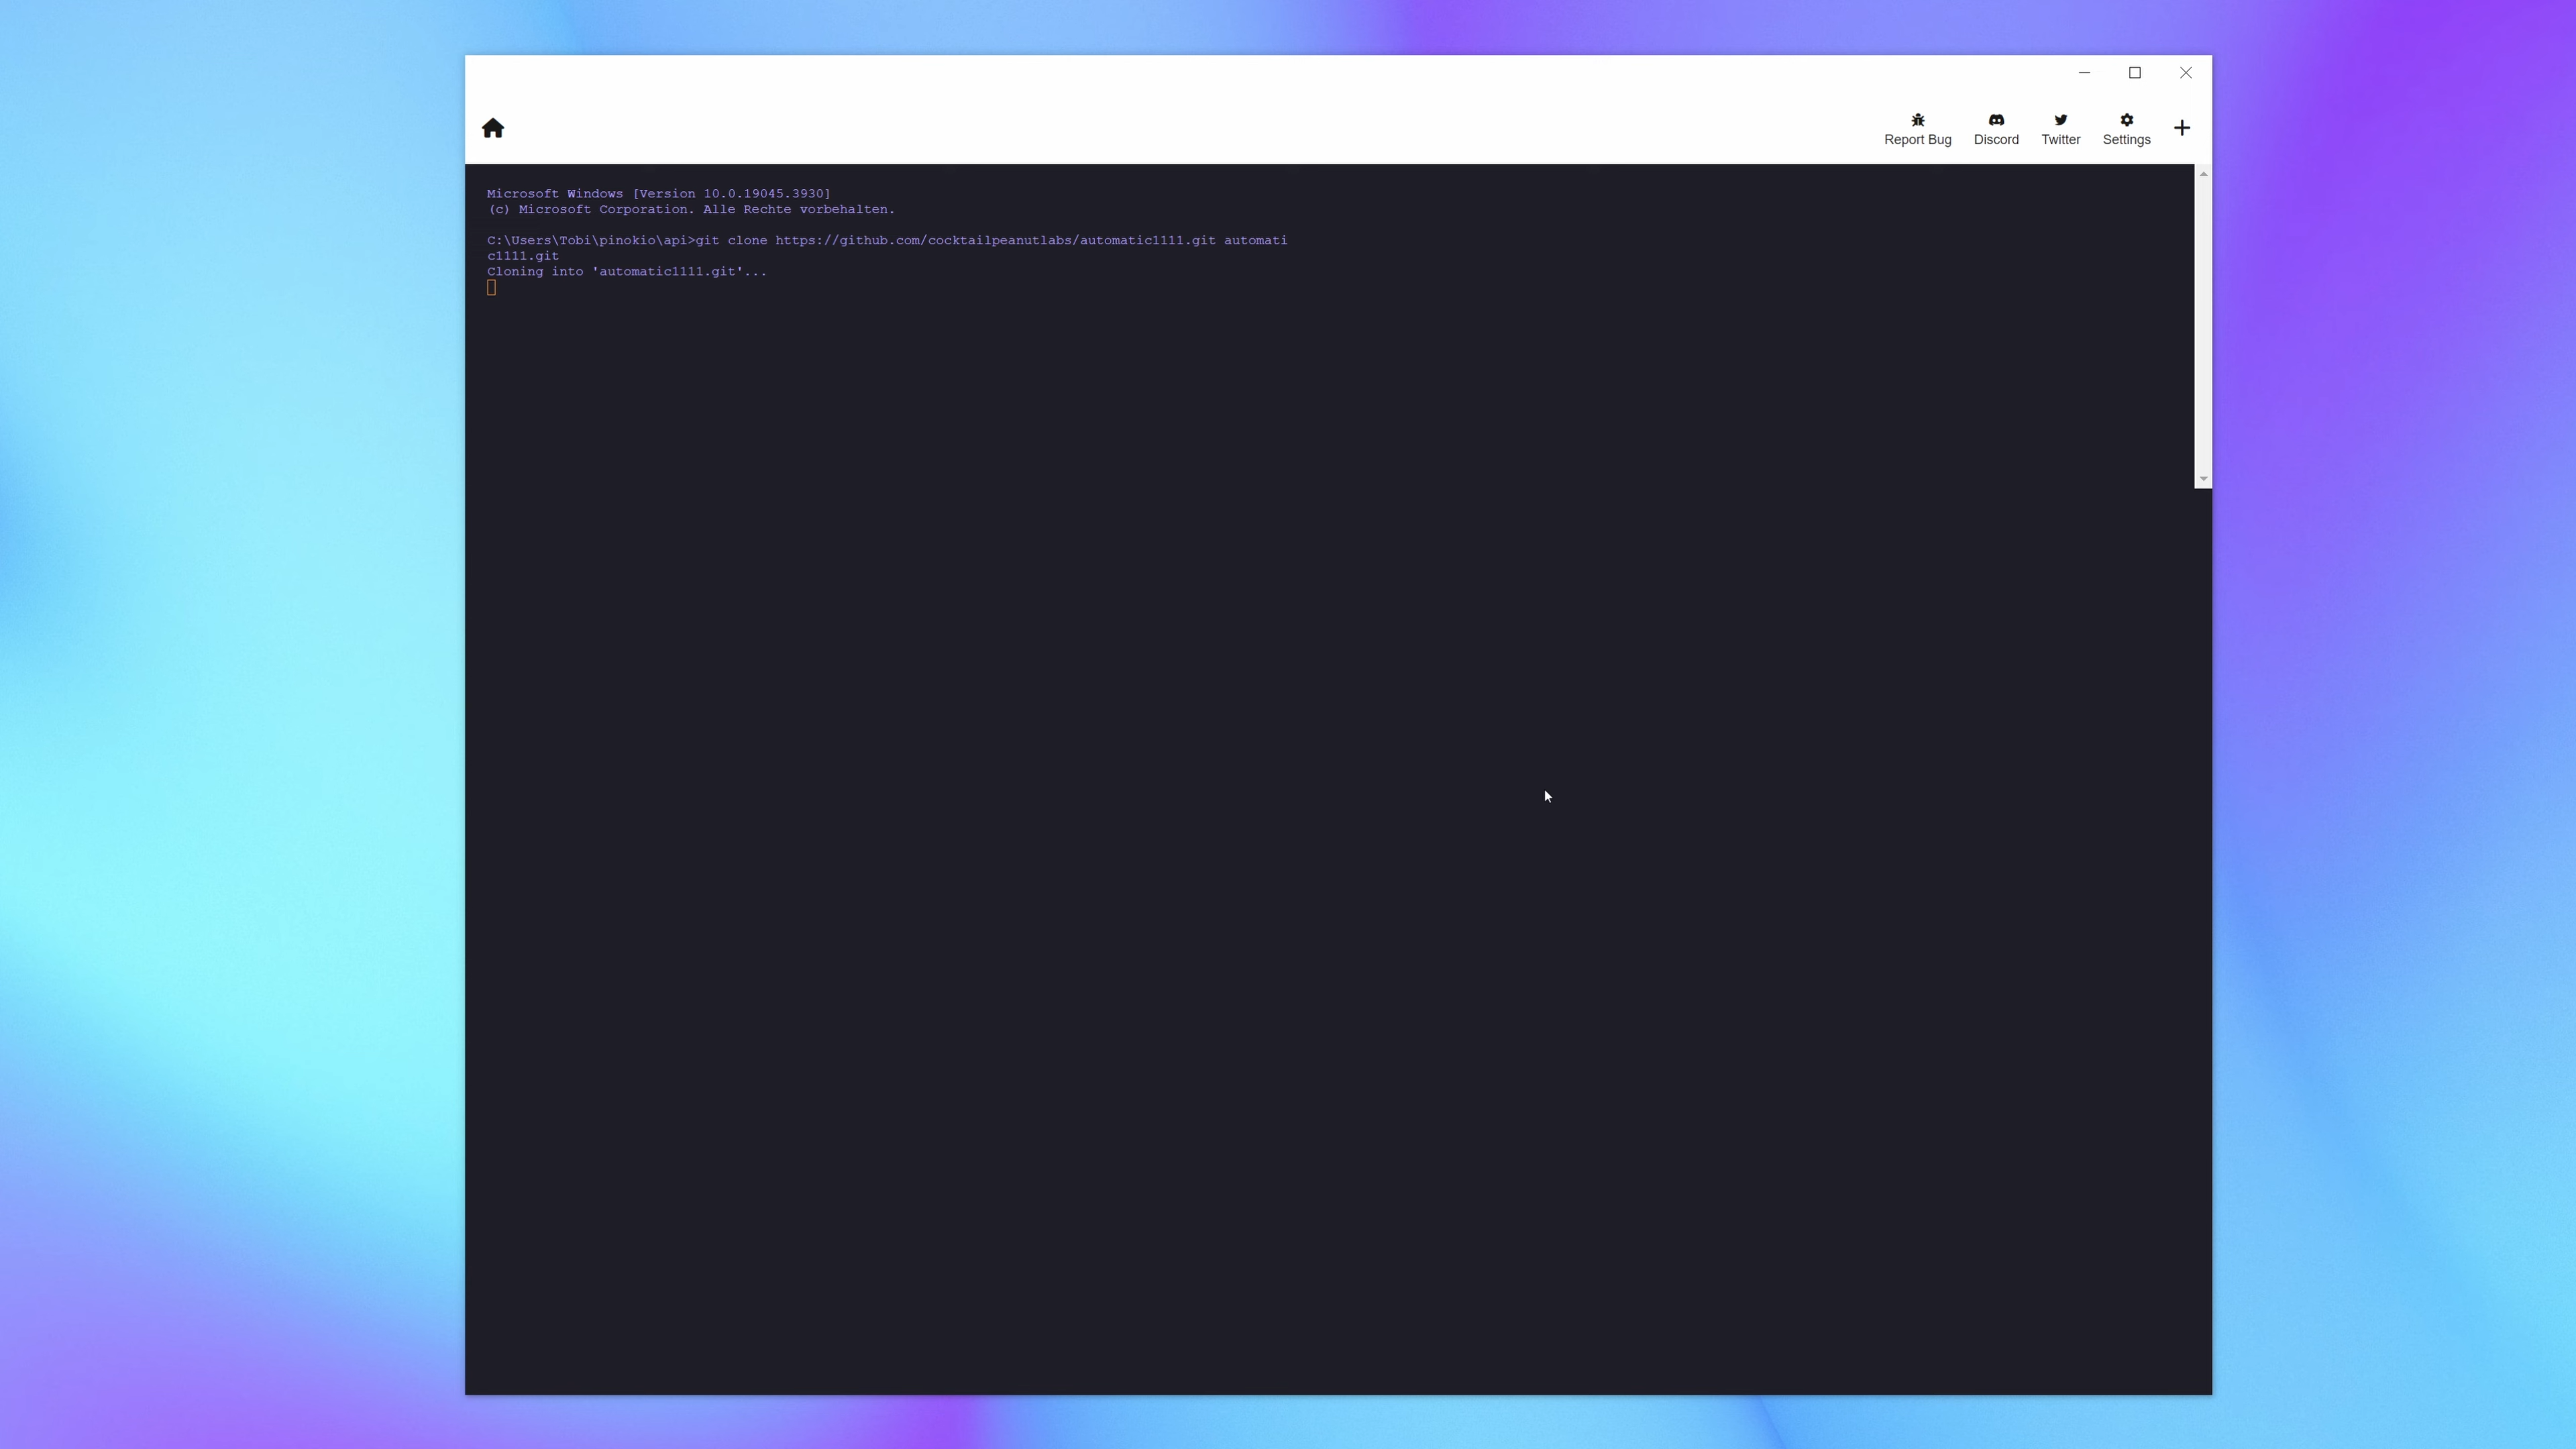 Report Bug
Discord
Twitter
Settings
Microsoft Windows [Version 10.0.19045.3930]
(c) Microsoft Corporation. Alle Rechte vorbehalten.
C:\Users\Tobi\pinokio\api>git clone https://github.com/cocktailpeanutlabs/automatic1111.git automati
c1111.git
Cloning into 'automatic1111.git'...